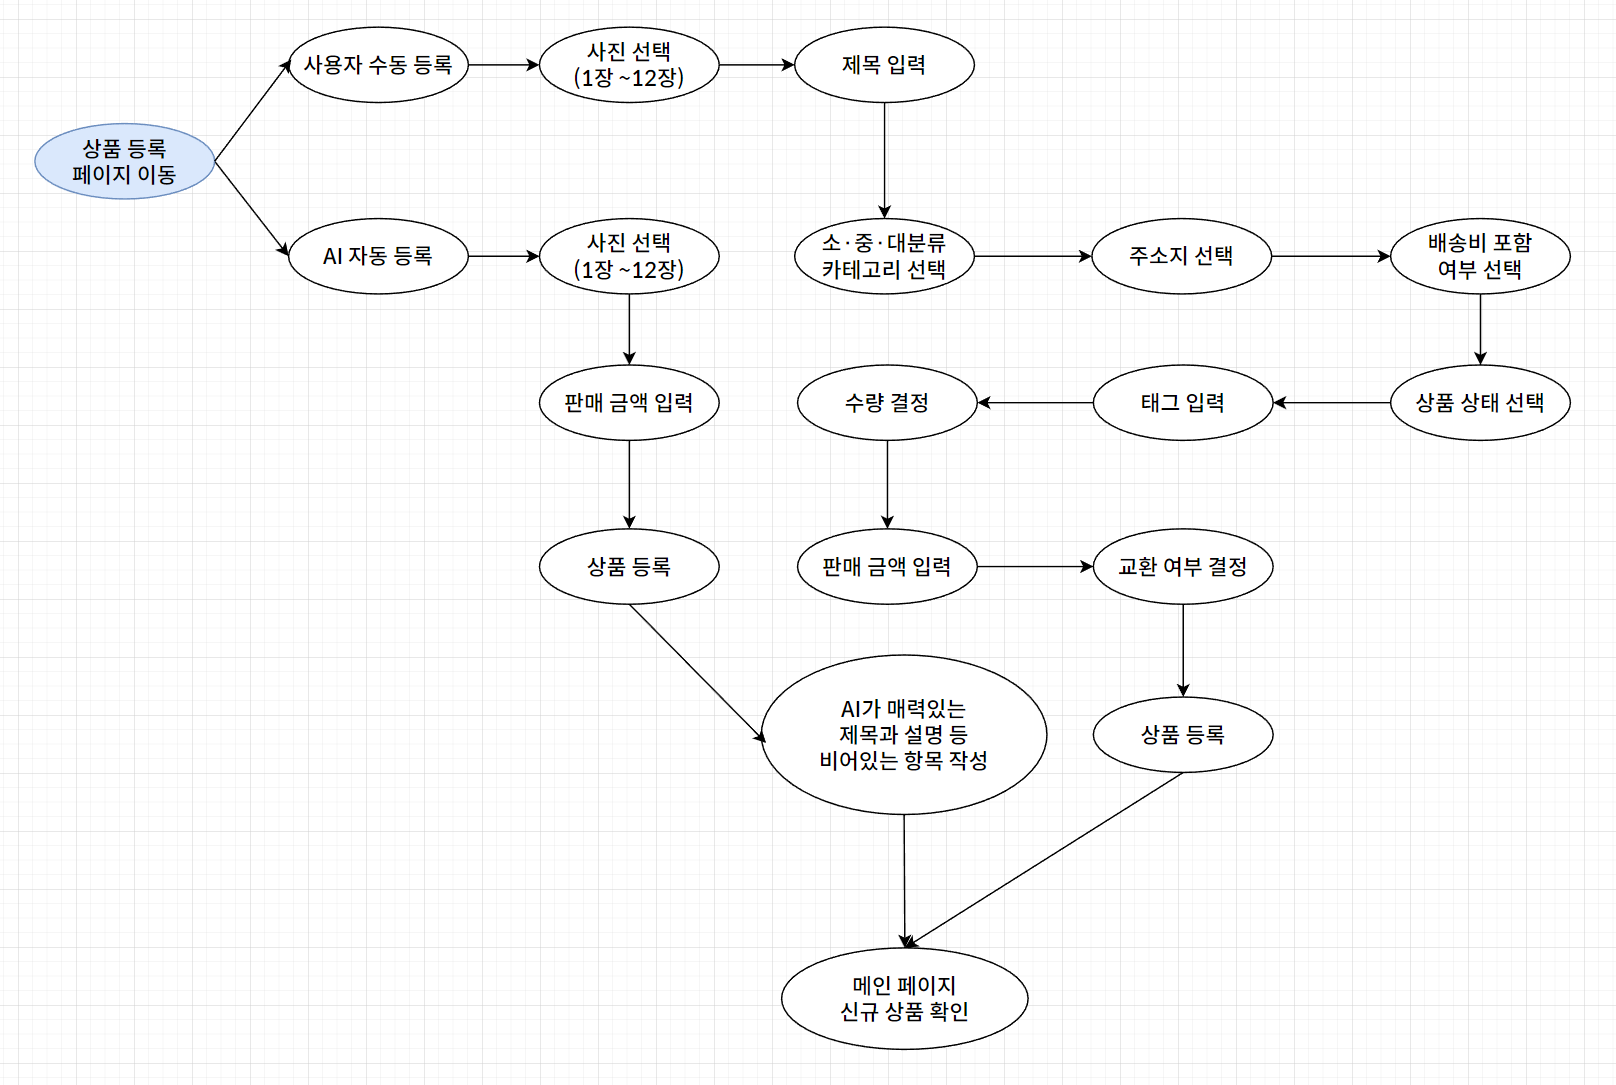 사용자 수동 등록
사진 선택
(1장 ~12장)
제목 입력
상품 등록
페이지 이동
AI 자동 등록
사진 선택
(1장 ~12장)
소·중·대분류
카테고리 선택
주소지 선택
배송비 포함
여부 선택
판매 금액 입력
수량 결정
태그 입력
상품 상태 선택
상품 등록
판매 금액 입력
교환 여부 결정
AI가 매력있는
제목과 설명 등
비어있는 항목 작성
상품 등록
메인 페이지
신규 상품 확인